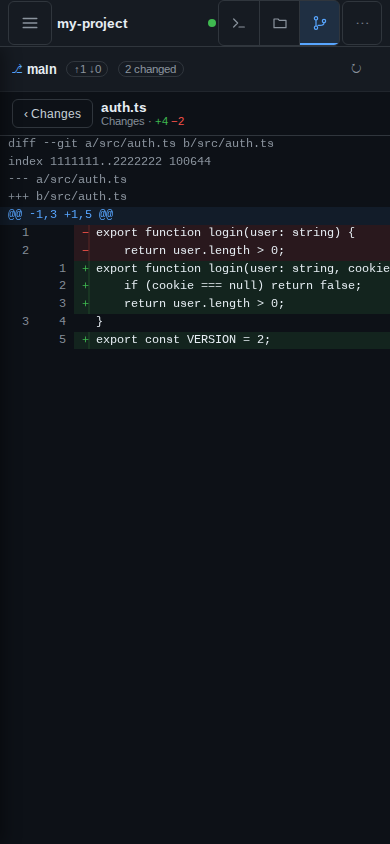 my-project
main ↑1 ↓0 2 changed
‹ Changes
auth.ts
Changes · +4 −2
diff --git a/src/auth.ts b/src/auth.ts
index 1111111..2222222 100644
--- a/src/auth.ts
+++ b/src/auth.ts
@@ -1,3 +1,5 @@
1 − export function login(user: string) {
2 − return user.length > 0;
1 + export function login(user: string, cookie
2 + if (cookie === null) return false;
3 + return user.length > 0;
3 4 }
5 + export const VERSION = 2;